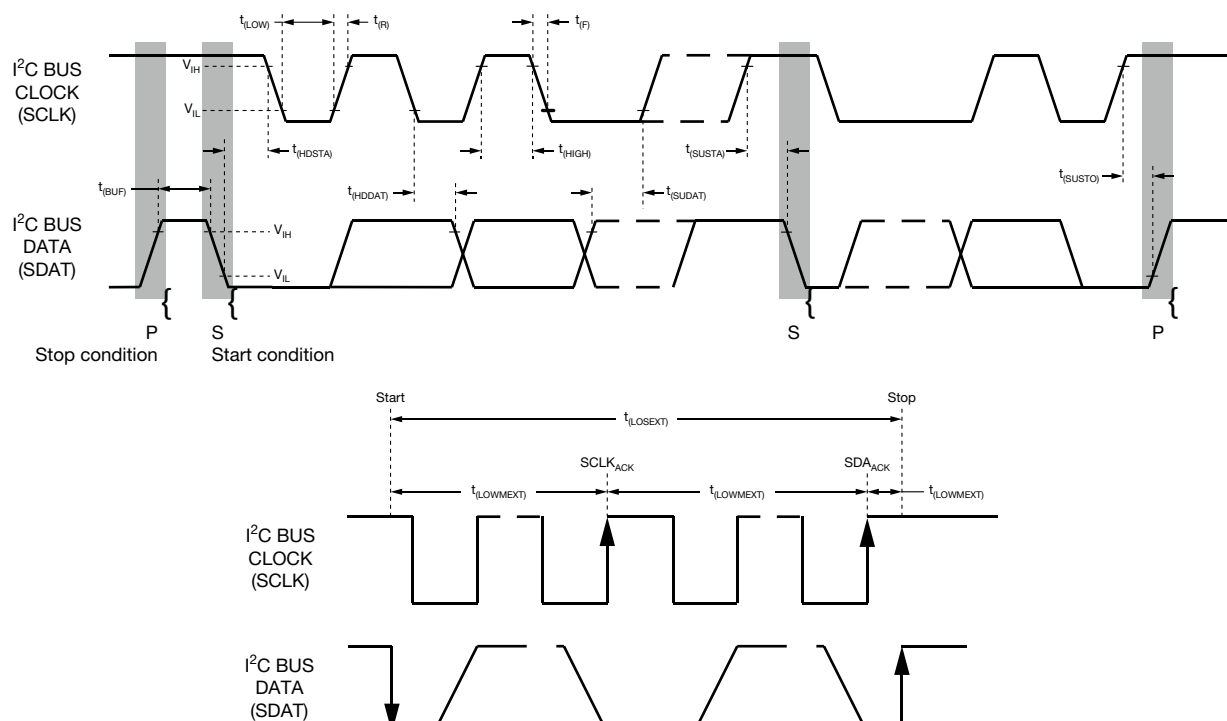 t(LOW) t(R) t(F)
I²C BUS
CLOCK
(SCLK)
VIH
VIL
t(HDSTA) t(HIGH) t(SUSTA)
t(BUF) t(HDDAT) t(SUDAT) t(SUSTO)
I²C BUS
DATA
(SDAT)
VIH
VIL
{ { { {
P S S P
Stop condition Start condition
Start Stop
t(LOSEXT)
SCLKACK SDAACK
t(LOWMEXT) t(LOWMEXT) t(LOWMEXT)
I²C BUS
CLOCK
(SCLK)
I²C BUS
DATA
(SDAT)